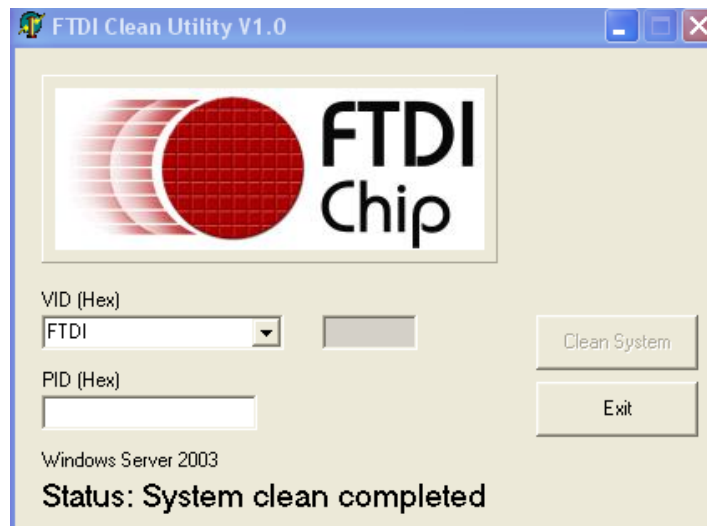 FTDI Clean Utility V1.0
FTDI
Chip
VID (Hex)
FTDI
Clean System
PID (Hex)
Exit
Windows Server 2003
Status: System clean completed